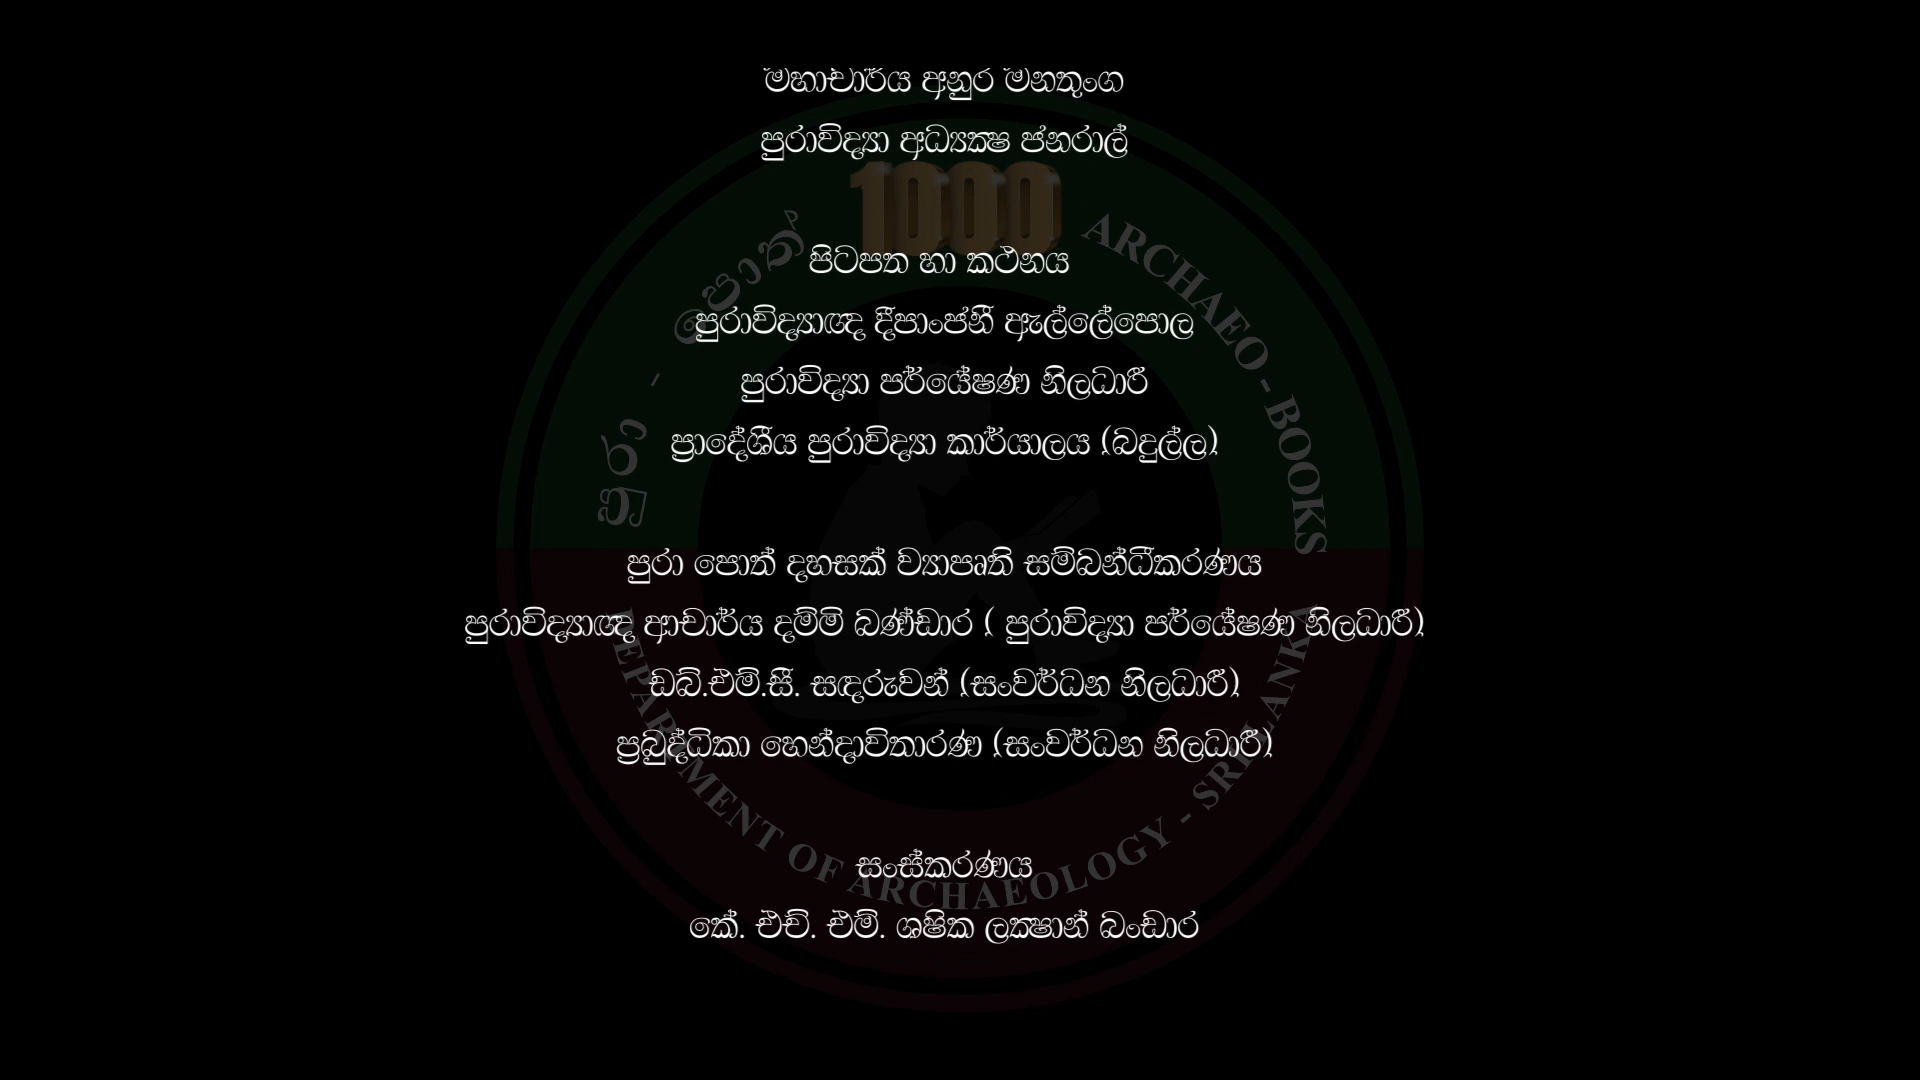 මහාචාර්ය අනුර මනතුංග
පුරාවිද්‍යා අධ්‍යක්ෂ ජනරාල්
1000
පුරා - පොත්
ARCHAEO - BOOKS
පිටපත හා කථනය
පුරාවිද්‍යාඥ දීපාංජනී ඇල්ලේපොල
පුරාවිද්‍යා පර්යේෂණ නිලධාරී
ප්‍රාදේශීය පුරාවිද්‍යා කාර්යාලය (බදුල්ල)
පුරා පොත් දහසක් ව්‍යාපෘති සම්බන්ධීකරණය
පුරාවිද්‍යාඥ ආචාර්ය දම්මි බණ්ඩාර ( පුරාවිද්‍යා පර්යේෂණ නිලධාරී)
ඩබ්.එම්.සී. සඳරුවන් (සංවර්ධන නිලධාරී)
ප්‍රබුද්ධිකා හෙන්දාවිතාරණ (සංවර්ධන නිලධාරී)
DEPARTMENT OF ARCHAEOLOGY - SRI LANKA
සංස්කරණය
කේ. එච්. එම්. ශෂික ලක්ෂාන් බංඩාර